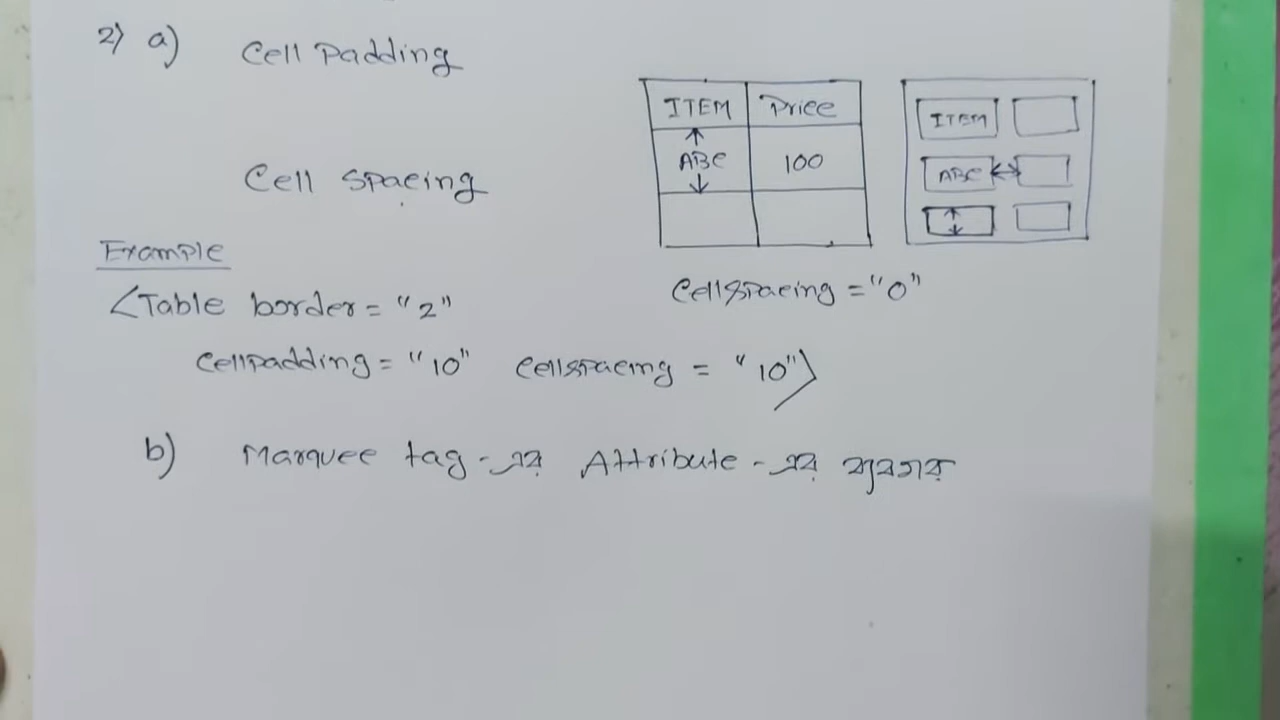 2) a) Cell Padding
ITEM Price
ABC 100
ITEM
ABC
Cell Spacing
Example
<Table border = "2"
Cellspacing = "0"
Cellpadding = "10" Cellspacing = "10">
b) Marquee tag-এর Attribute-এর ব্যবহার